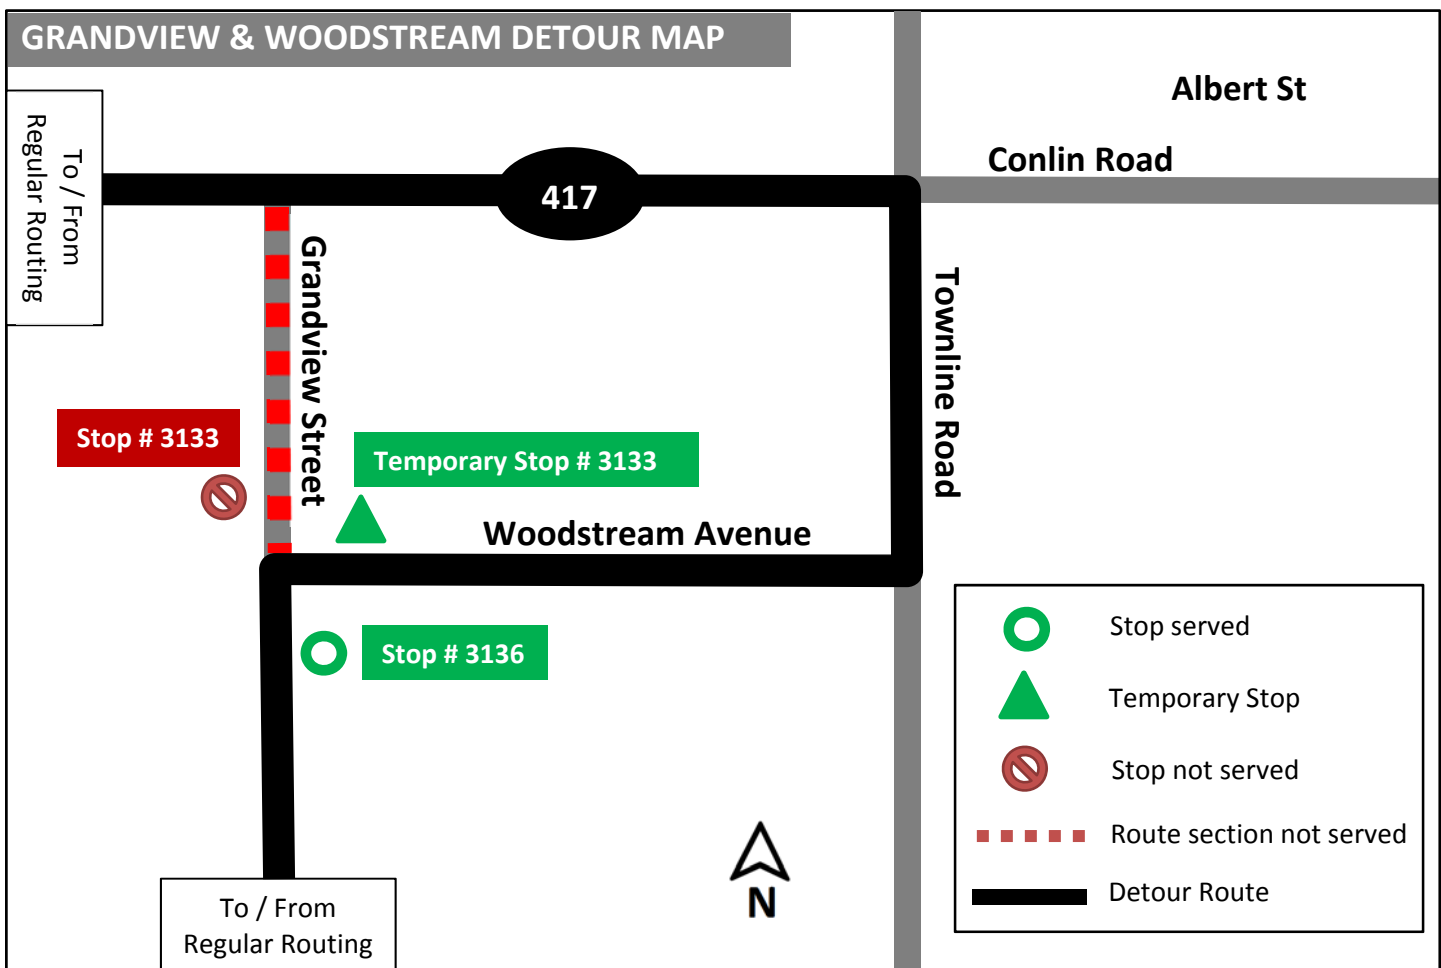 GRANDVIEW & WOODSTREAM DETOUR MAP
Albert St
Conlin Road
To / From
Regular Routing
417
Grandview Street
Townline Road
Stop # 3133
Temporary Stop # 3133
Woodstream Avenue
Stop # 3136
Stop served
Temporary Stop
Stop not served
Route section not served
Detour Route
N
To / From
Regular Routing